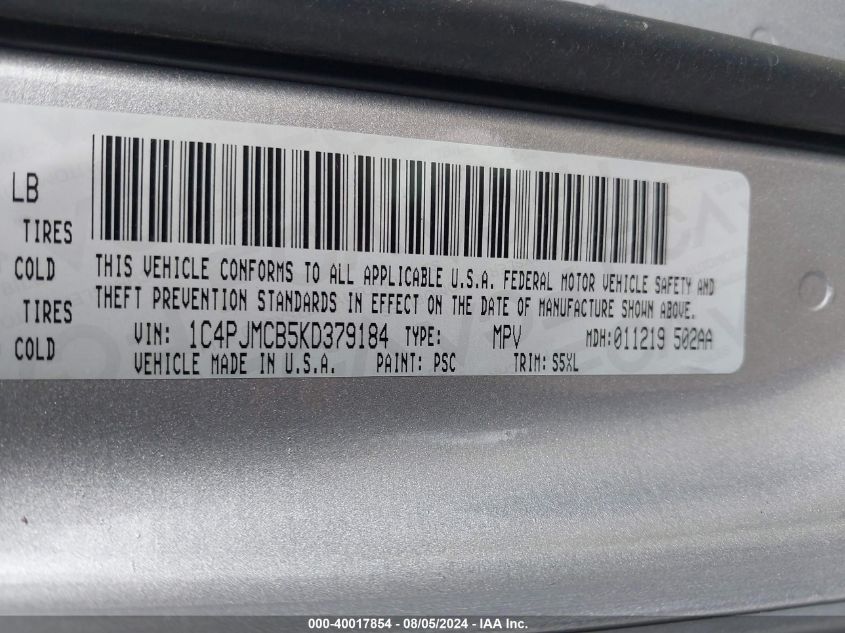 LB
TIRES
COLD
TIRES
COLD
THIS VEHICLE CONFORMS TO ALL APPLICABLE U.S.A. FEDERAL MOTOR VEHICLE SAFETY AND
THEFT PREVENTION STANDARDS IN EFFECT ON THE DATE OF MANUFACTURE SHOWN ABOVE.
VIN: 1C4PJMCB5KD379184 TYPE: MPV MDH:011219 502AA
VEHICLE MADE IN U.S.A. PAINT: PSC TRIM: S5XL
000-40017854 - 08/05/2024 - IAA Inc.